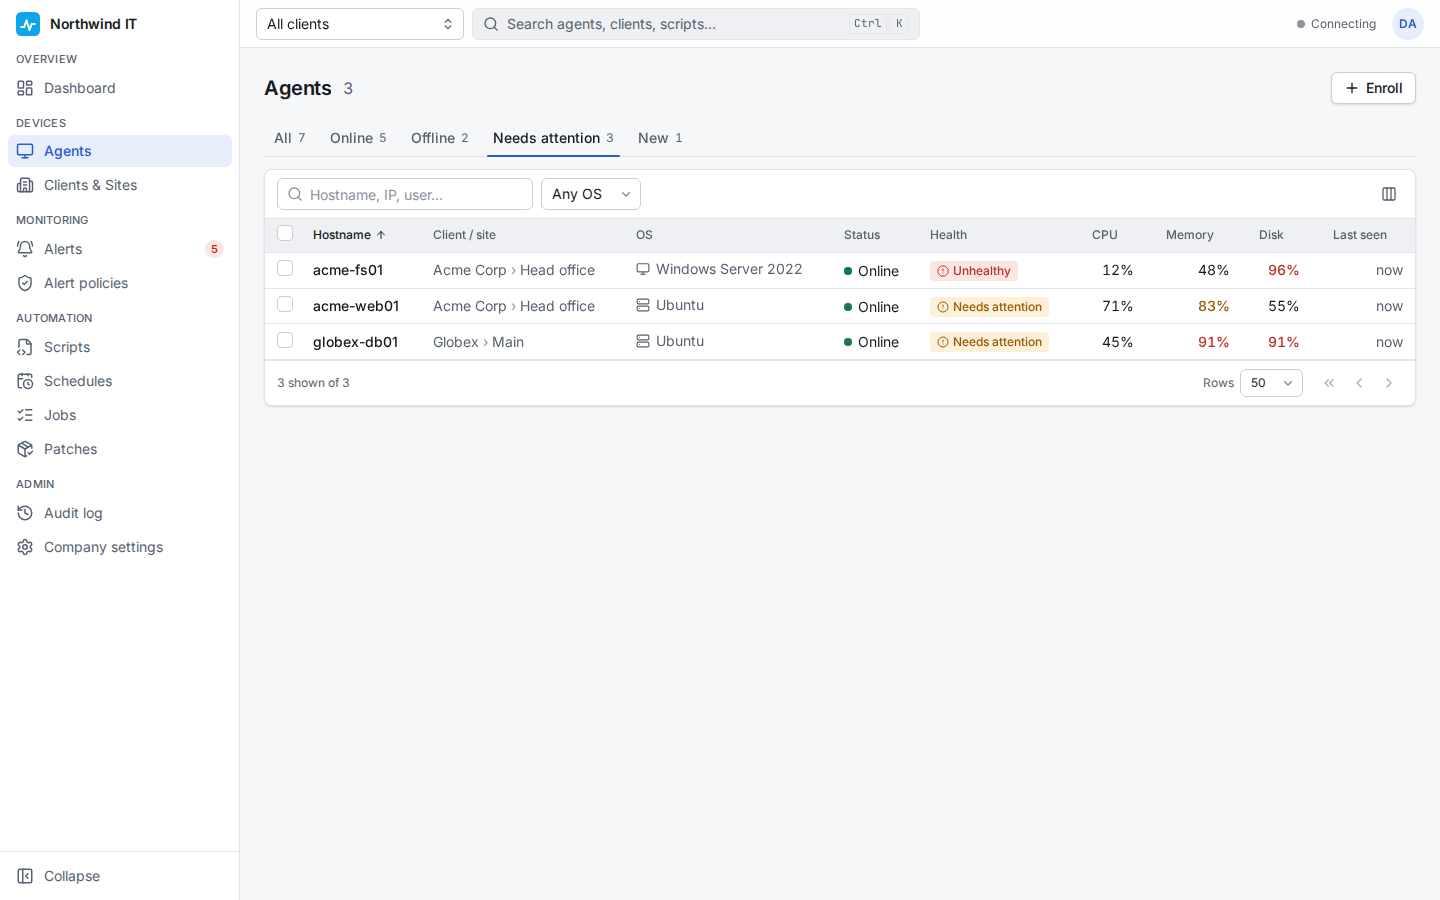 Northwind IT
OVERVIEW
Dashboard
DEVICES
Agents
Clients & Sites
MONITORING
Alerts 5
Alert policies
AUTOMATION
Scripts
Schedules
Jobs
Patches
ADMIN
Audit log
Company settings
Collapse
All clients
Search agents, clients, scripts...
Ctrl K
Connecting
DA
Agents 3
Enroll
All 7 Online 5 Offline 2 Needs attention 3 New 1
Hostname, IP, user...
Any OS
Hostname Client / site OS Status Health CPU Memory Disk Last seen
acme-fs01 Acme Corp › Head office Windows Server 2022 Online Unhealthy 12% 48% 96% now
acme-web01 Acme Corp › Head office Ubuntu Online Needs attention 71% 83% 55% now
globex-db01 Globex › Main Ubuntu Online Needs attention 45% 91% 91% now
3 shown of 3
Rows 50